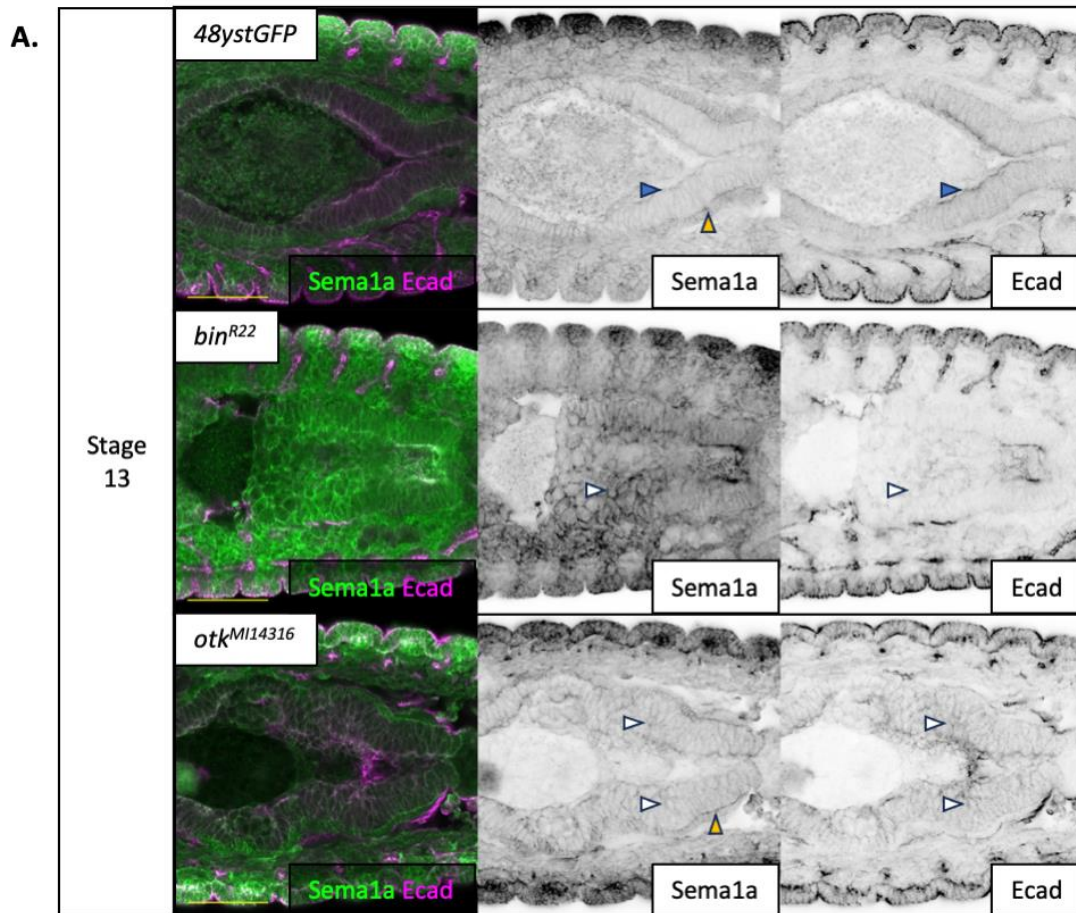 A.
48ystGFP
Sema1a Ecad
Sema1a
Ecad
Stage
13
bin^R22
Sema1a Ecad
Sema1a
Ecad
otk^MI14316
Sema1a Ecad
Sema1a
Ecad